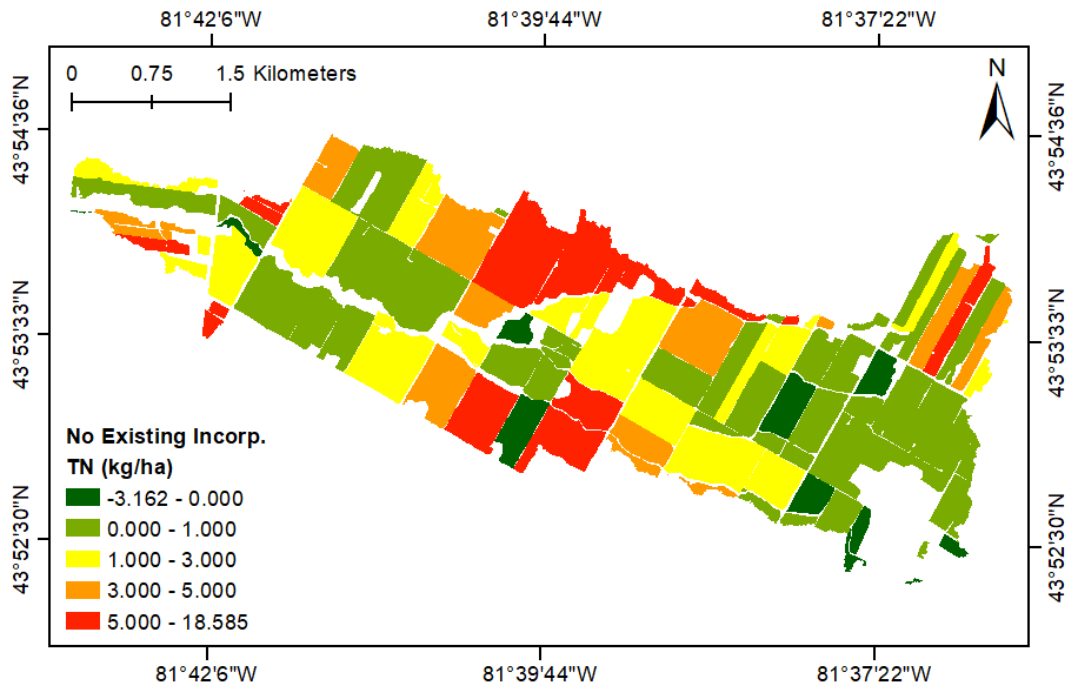 81°42'6"W 81°39'44"W 81°37'22"W
0 0.75 1.5 Kilometers
N
43°54'36"N
43°54'36"N
43°53'33"N
43°53'33"N
No Existing Incorp.
TN (kg/ha)
-3.162 - 0.000
0.000 - 1.000
1.000 - 3.000
3.000 - 5.000
5.000 - 18.585
43°52'30"N
43°52'30"N
81°42'6"W 81°39'44"W 81°37'22"W